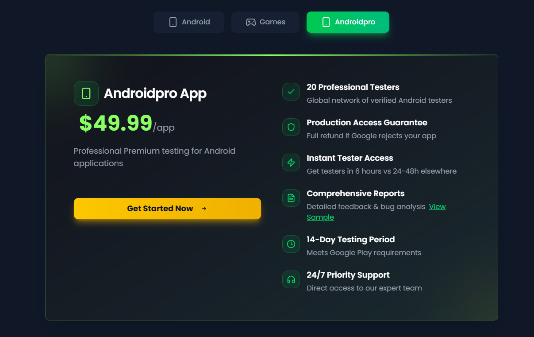 Android
Games
Androidpro
Androidpro App
$49.99/app
Professional Premium testing for Android
applications
Get Started Now →
20 Professional Testers
Global network of verified Android testers
Production Access Guarantee
Full refund if Google rejects your app
Instant Tester Access
Get testers in 6 hours vs 24-48h elsewhere
Comprehensive Reports
Detailed feedback & bug analysis View
Sample
14-Day Testing Period
Meets Google Play requirements
24/7 Priority Support
Direct access to our expert team